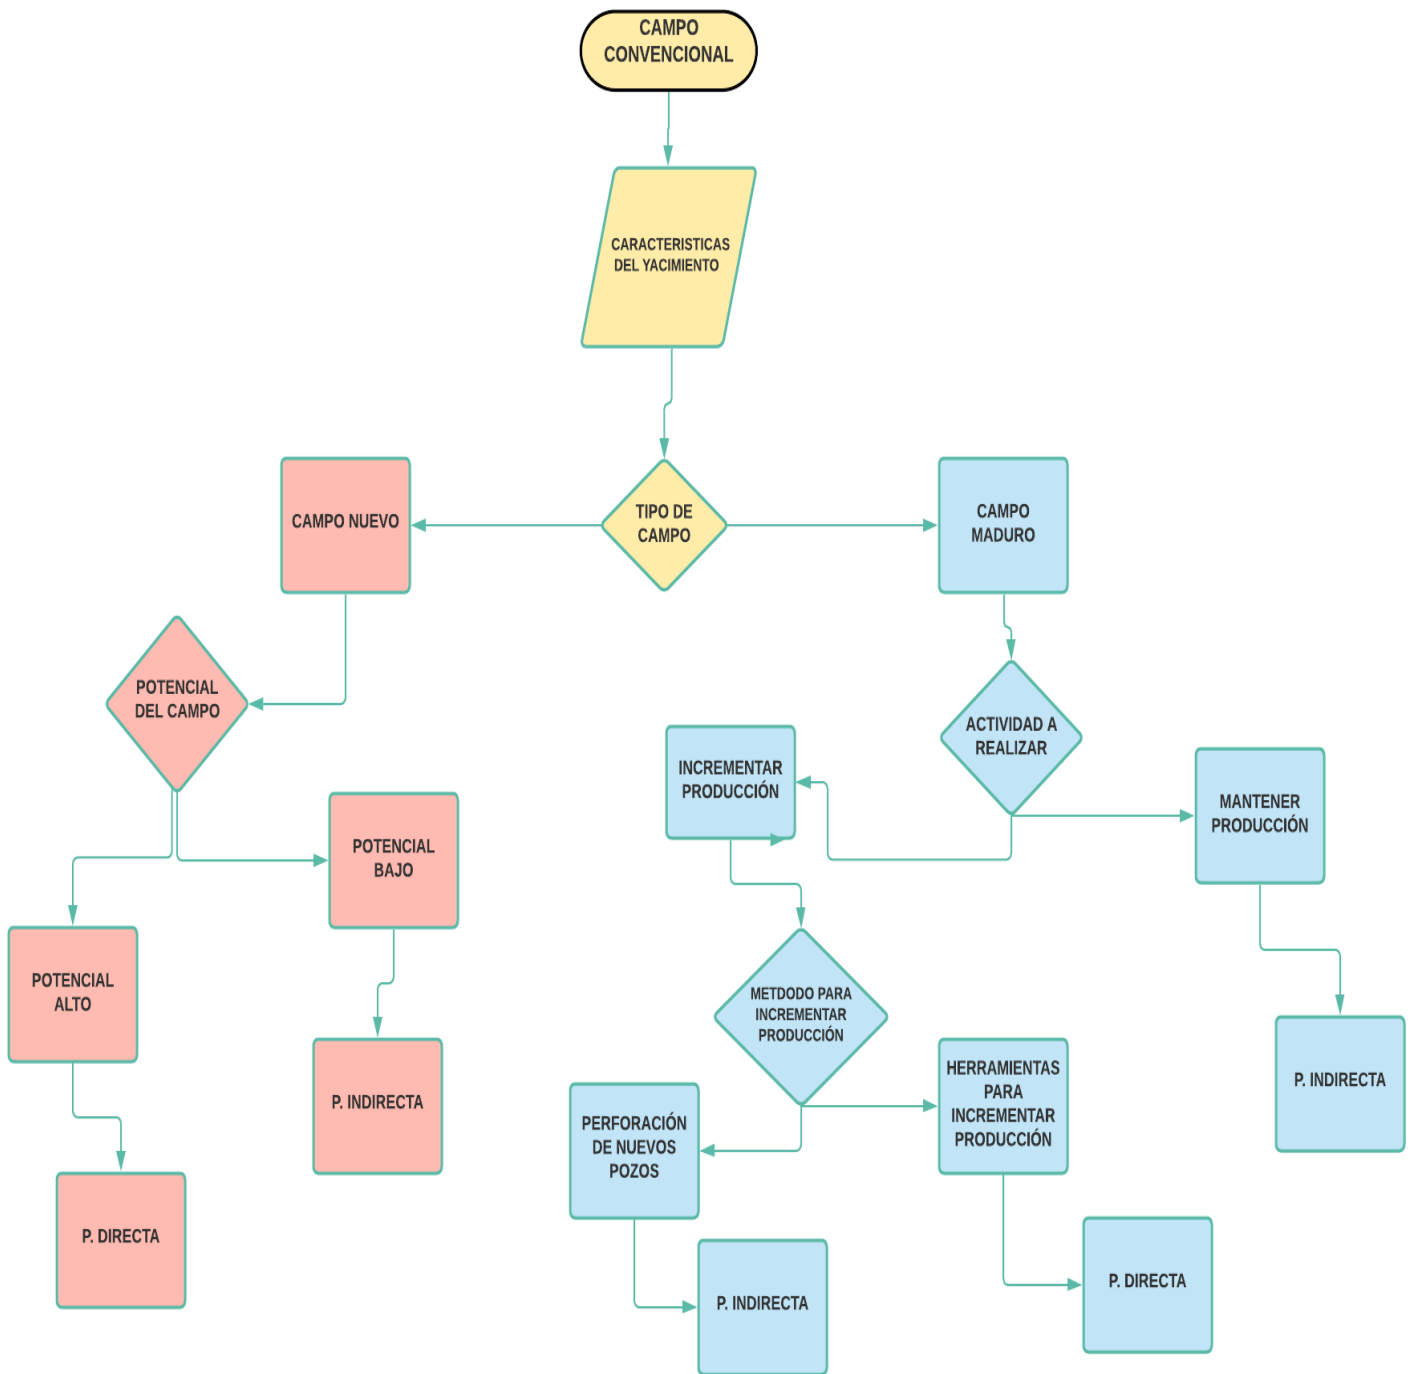 CAMPO
CONVENCIONAL
CARACTERISTICAS
DEL YACIMIENTO
CAMPO NUEVO
TIPO DE
CAMPO
CAMPO
MADURO
POTENCIAL
DEL CAMPO
ACTIVIDAD A
REALIZAR
INCREMENTAR
PRODUCCIÓN
MANTENER
PRODUCCIÓN
POTENCIAL
BAJO
POTENCIAL
ALTO
METDODO PARA
INCREMENTAR
PRODUCCIÓN
P. INDIRECTA
HERRAMIENTAS
PARA
INCREMENTAR
PRODUCCIÓN
P. INDIRECTA
PERFORACIÓN
DE NUEVOS
POZOS
P. DIRECTA
P. INDIRECTA
P. DIRECTA